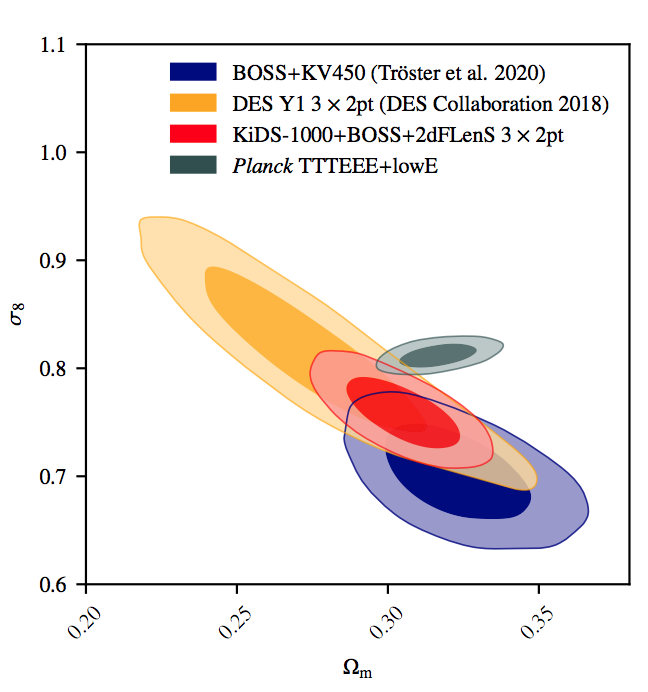 1.1
BOSS+KV450 (Tröster et al. 2020)
DES Y1 3 × 2pt (DES Collaboration 2018)
KiDS-1000+BOSS+2dFLenS 3 × 2pt
Planck TTTEEE+lowE
1.0
0.9
σ8
0.8
0.7
0.6
0.20
0.25
0.30
0.35
Ωm